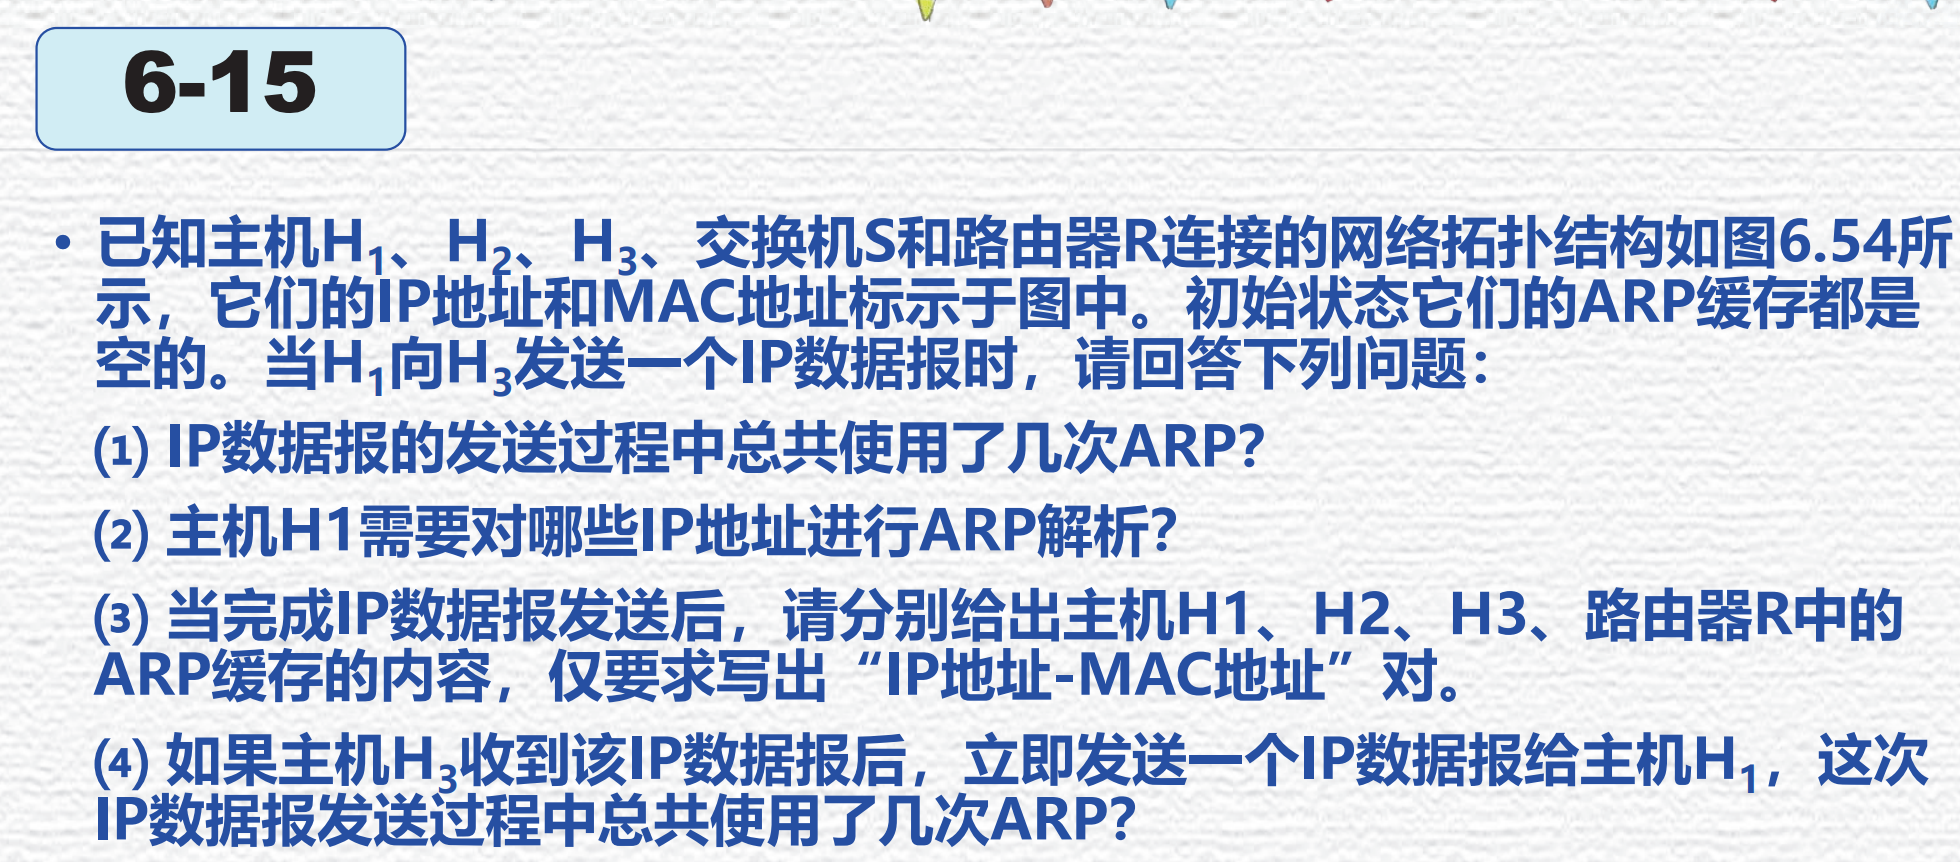 6-15
• 已知主机H₁、H₂、H₃、交换机S和路由器R连接的网络拓扑结构如图6.54所
示，它们的IP地址和MAC地址标示于图中。初始状态它们的ARP缓存都是
空的。当H₁向H₃发送一个IP数据报时，请回答下列问题：
(1) IP数据报的发送过程中总共使用了几次ARP？
(2) 主机H1需要对哪些IP地址进行ARP解析？
(3) 当完成IP数据报发送后，请分别给出主机H1、H2、H3、路由器R中的
ARP缓存的内容，仅要求写出“IP地址-MAC地址”对。
(4) 如果主机H₃收到该IP数据报后，立即发送一个IP数据报给主机H₁，这次
IP数据报发送过程中总共使用了几次ARP？